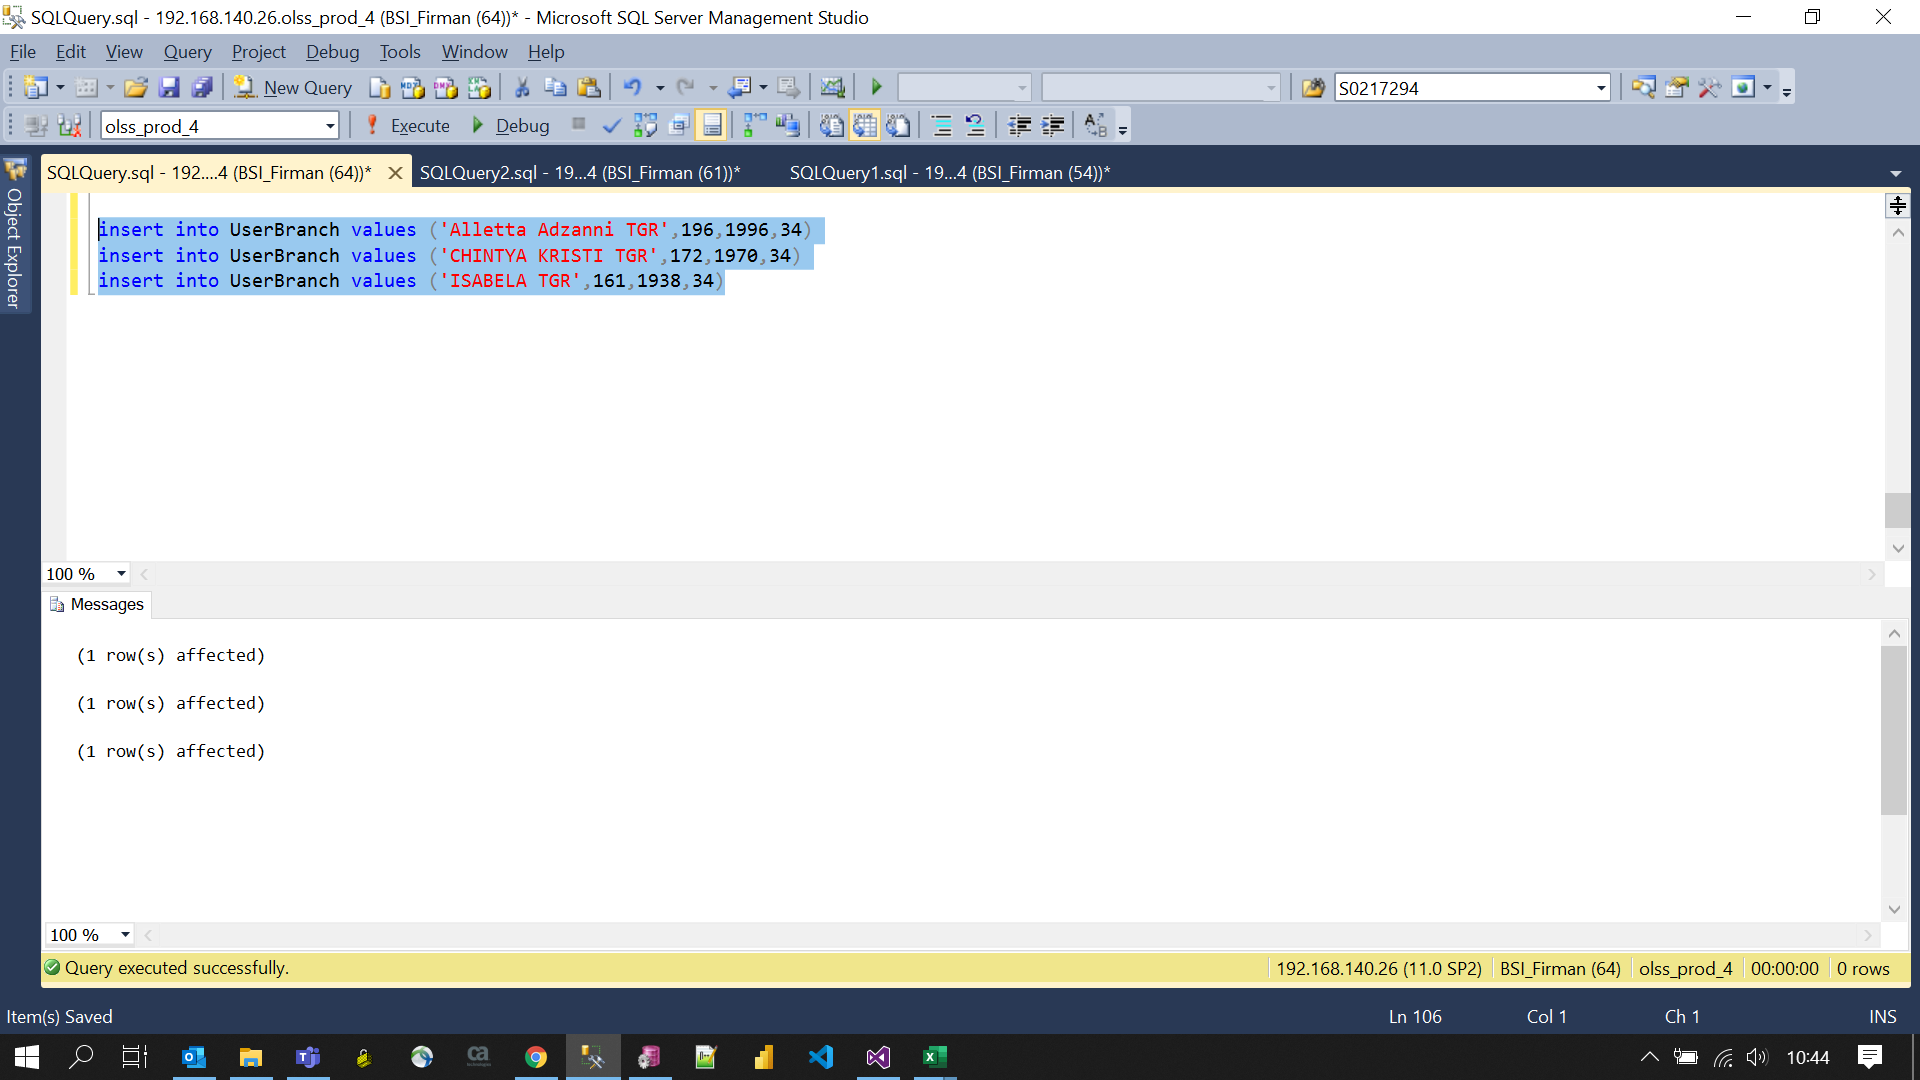 SQLQuery.sql - 192.168.140.26.olss_prod_4 (BSI_Firman (64))* - Microsoft SQL Server Management Studio
File Edit View Query Project Debug Tools Window Help
New Query
S0217294
olss_prod_4
Execute
Debug
SQLQuery.sql - 192....4 (BSI_Firman (64))*
SQLQuery2.sql - 19...4 (BSI_Firman (61))*
SQLQuery1.sql - 19...4 (BSI_Firman (54))*
Object Explorer
insert into UserBranch values ('Alletta Adzanni TGR',196,1996,34)
insert into UserBranch values ('CHINTYA KRISTI TGR',172,1970,34)
insert into UserBranch values ('ISABELA TGR',161,1938,34)
100 %
Messages
(1 row(s) affected)
(1 row(s) affected)
(1 row(s) affected)
100 %
Query executed successfully.
192.168.140.26 (11.0 SP2)
BSI_Firman (64)
olss_prod_4
00:00:00
0 rows
Item(s) Saved
Ln 106
Col 1
Ch 1
INS
10:44